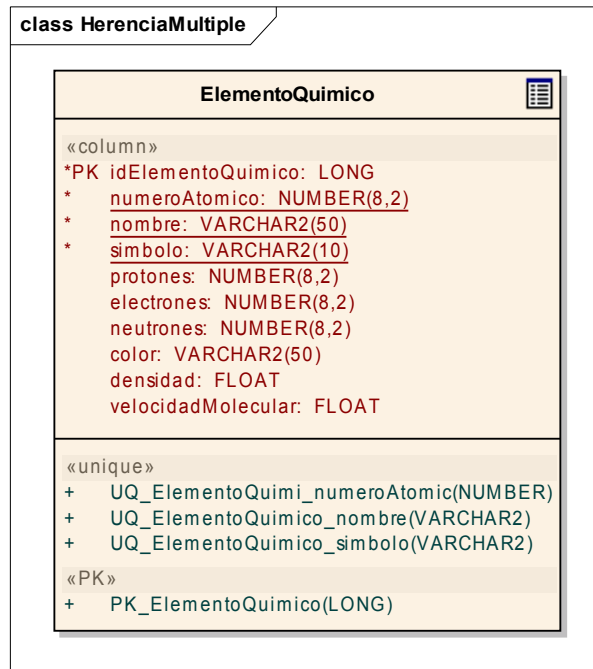 class HerenciaMultiple
ElementoQuimico
«column»
*PK idElementoQuimico: LONG
* numeroAtomico: NUMBER(8,2)
* nombre: VARCHAR2(50)
* simbolo: VARCHAR2(10)
protones: NUMBER(8,2)
electrones: NUMBER(8,2)
neutrones: NUMBER(8,2)
color: VARCHAR2(50)
densidad: FLOAT
velocidadMolecular: FLOAT
«unique»
+ UQ_ElementoQuimi_numeroAtomic(NUMBER)
+ UQ_ElementoQuimico_nombre(VARCHAR2)
+ UQ_ElementoQuimico_simbolo(VARCHAR2)
«PK»
+ PK_ElementoQuimico(LONG)